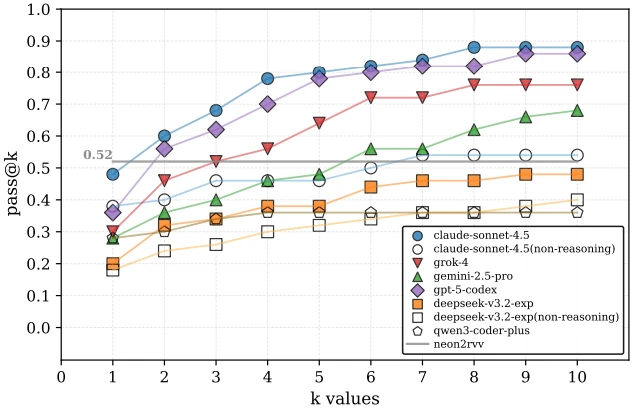 1.0
0.9
0.8
0.7
0.6
0.52
0.5
0.4
0.3
0.2
0.1
0.0
pass@k
claude-sonnet-4.5
claude-sonnet-4.5(non-reasoning)
grok-4
gemini-2.5-pro
gpt-5-codex
deepseek-v3.2-exp
deepseek-v3.2-exp(non-reasoning)
qwen3-coder-plus
neon2rvv
0 1 2 3 4 5 6 7 8 9 10
k values